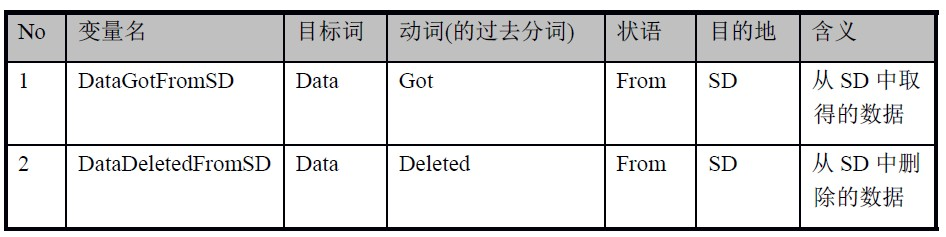 No 变量名 目标词 动词(的过去分词) 状语 目的地 含义
1 DataGotFromSD Data Got From SD 从 SD 中取
得的数据
2 DataDeletedFromSD Data Deleted From SD 从 SD 中删
除的数据